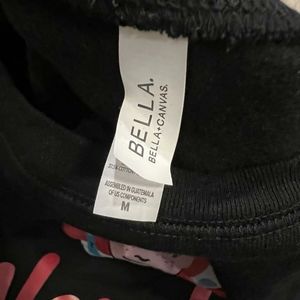 BELLA.
BELLA+CANVAS.
ASSEMBLED IN GUATEMALA
OF US COMPONENTS
M